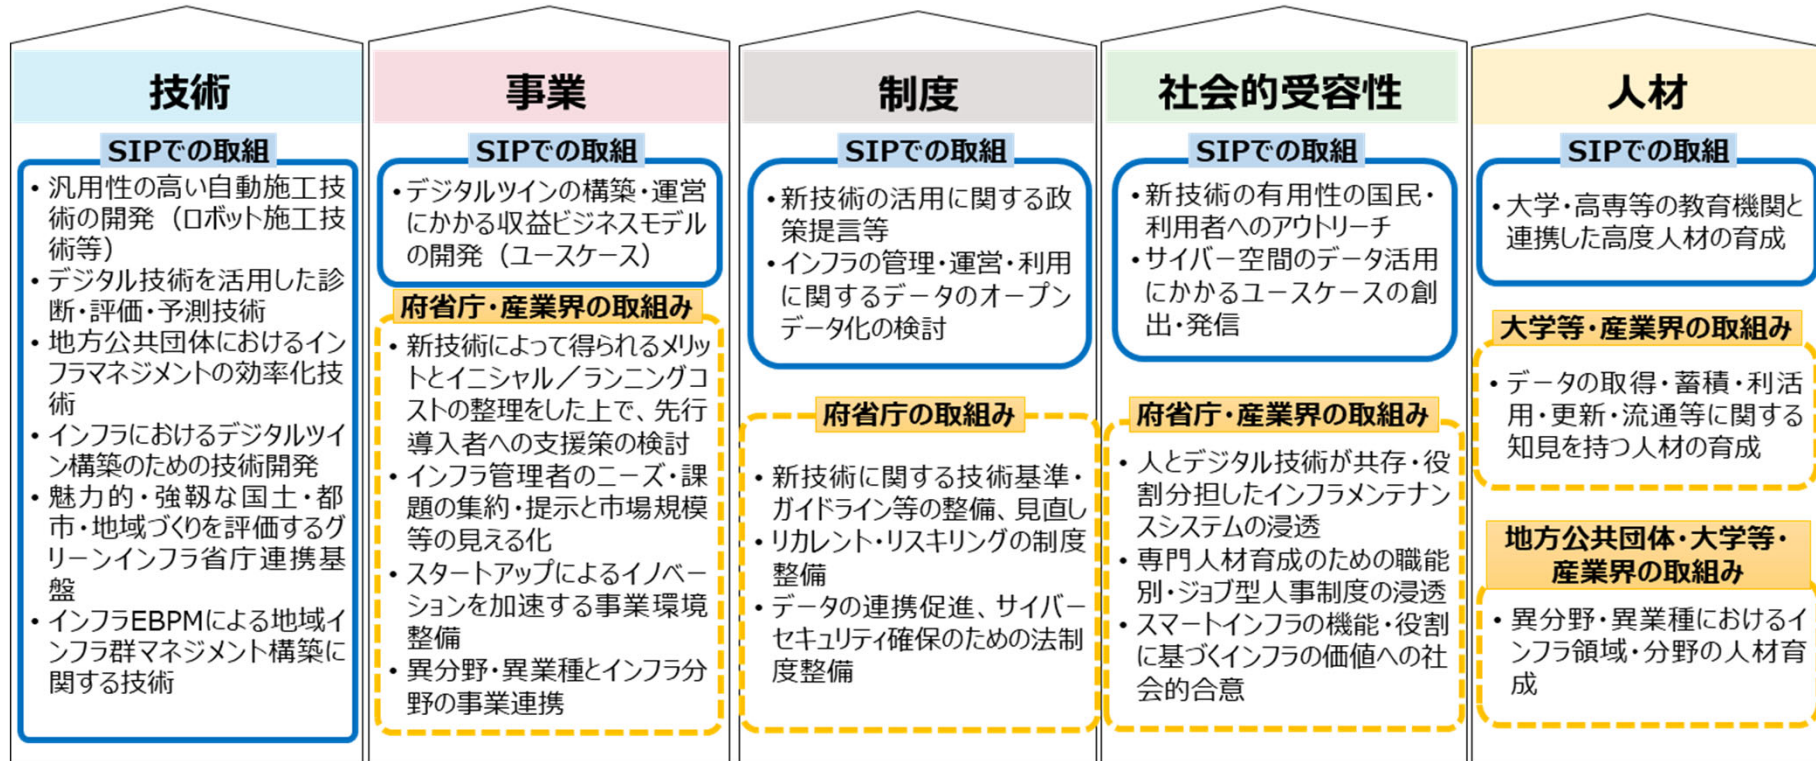 技術
SIPでの取組
・汎用性の高い自動施工技
術の開発（ロボット施工技
術等）
・デジタル技術を活用した診
断・評価・予測技術
・地方公共団体におけるイン
フラマネジメントの効率化技
術
・インフラにおけるデジタルツイ
ン構築のための技術開発
・魅力的・強靱な国土・都
市・地域づくりを評価するグ
リーンインフラ省庁連携基
盤
・インフラEBPMによる地域イ
ンフラ群マネジメント構築に
関する技術
事業
SIPでの取組
・デジタルツインの構築・運営
にかかる収益ビジネスモデル
の開発（ユースケース）
府省庁・産業界の取組み
・新技術によって得られるメリッ
トとイニシャル／ランニングコ
ストの整理をした上で、先行
導入者への支援策の検討
・インフラ管理者のニーズ・課
題の集約・提示と市場規模
等の見える化
・スタートアップによるイノベー
ションを加速する事業環境
整備
・異分野・異業種とインフラ分
野の事業連携
制度
SIPでの取組
・新技術の活用に関する政
策提言等
・インフラの管理・運営・利用
に関するデータのオープン
データ化の検討
府省庁の取組み
・新技術に関する技術基準・
ガイドライン等の整備、見直し
・リカレント・リスキリングの制度
整備
・データの連携促進、サイバー
セキュリティ確保のための法制
度整備
社会的受容性
SIPでの取組
・新技術の有用性の国民・
利用者へのアウトリーチ
・サイバー空間のデータ活用
にかかるユースケースの創
出・発信
府省庁・産業界の取組み
・人とデジタル技術が共存・役
割分担したインフラメンテナン
スシステムの浸透
・専門人材育成のための職能
別・ジョブ型人事制度の浸透
・スマートインフラの機能・役割
に基づくインフラの価値への社
会的合意
人材
SIPでの取組
・大学・高専等の教育機関と
連携した高度人材の育成
大学等・産業界の取組み
・データの取得・蓄積・利活
用・更新・流通等に関する
知見を持つ人材の育成
地方公共団体・大学等・
産業界の取組み
・異分野・異業種におけるイ
ンフラ領域・分野の人材育
成